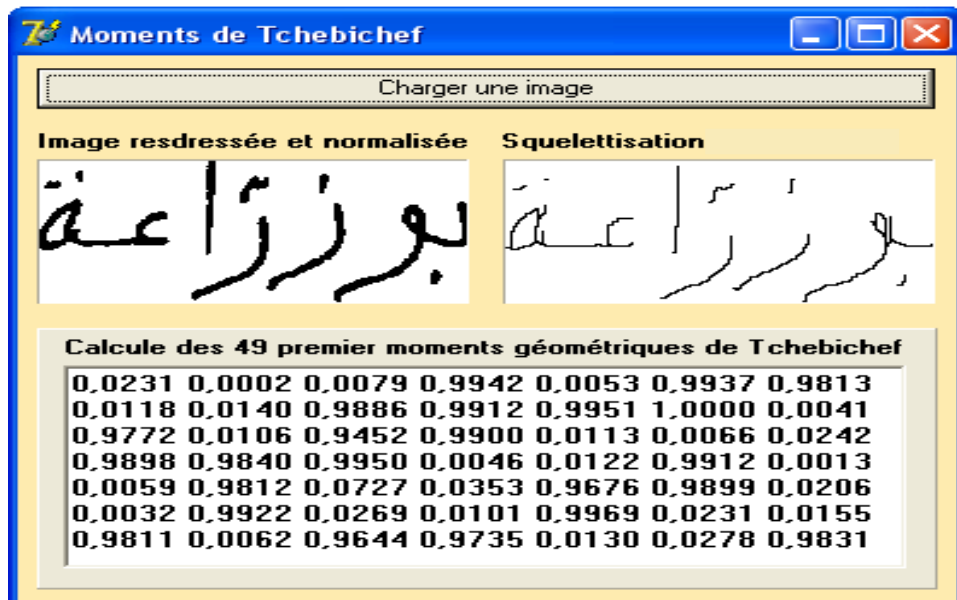 Moments de Tchebichef
Charger une image
Image resdressée et normalisée
Squelettisation
بوزرّاعة
بوزرّاعة
Calcule des 49 premier moments géométriques de Tchebichef
0,0231 0,0002 0,0079 0,9942 0,0053 0,9937 0,9813
0,0118 0,0140 0,9886 0,9912 0,9951 1,0000 0,0041
0,9772 0,0106 0,9452 0,9900 0,0113 0,0066 0,0242
0,9898 0,9840 0,9950 0,0046 0,0122 0,9912 0,0013
0,0059 0,9812 0,0727 0,0353 0,9676 0,9899 0,0206
0,0032 0,9922 0,0269 0,0101 0,9969 0,0231 0,0155
0,9811 0,0062 0,9644 0,9735 0,0130 0,0278 0,9831